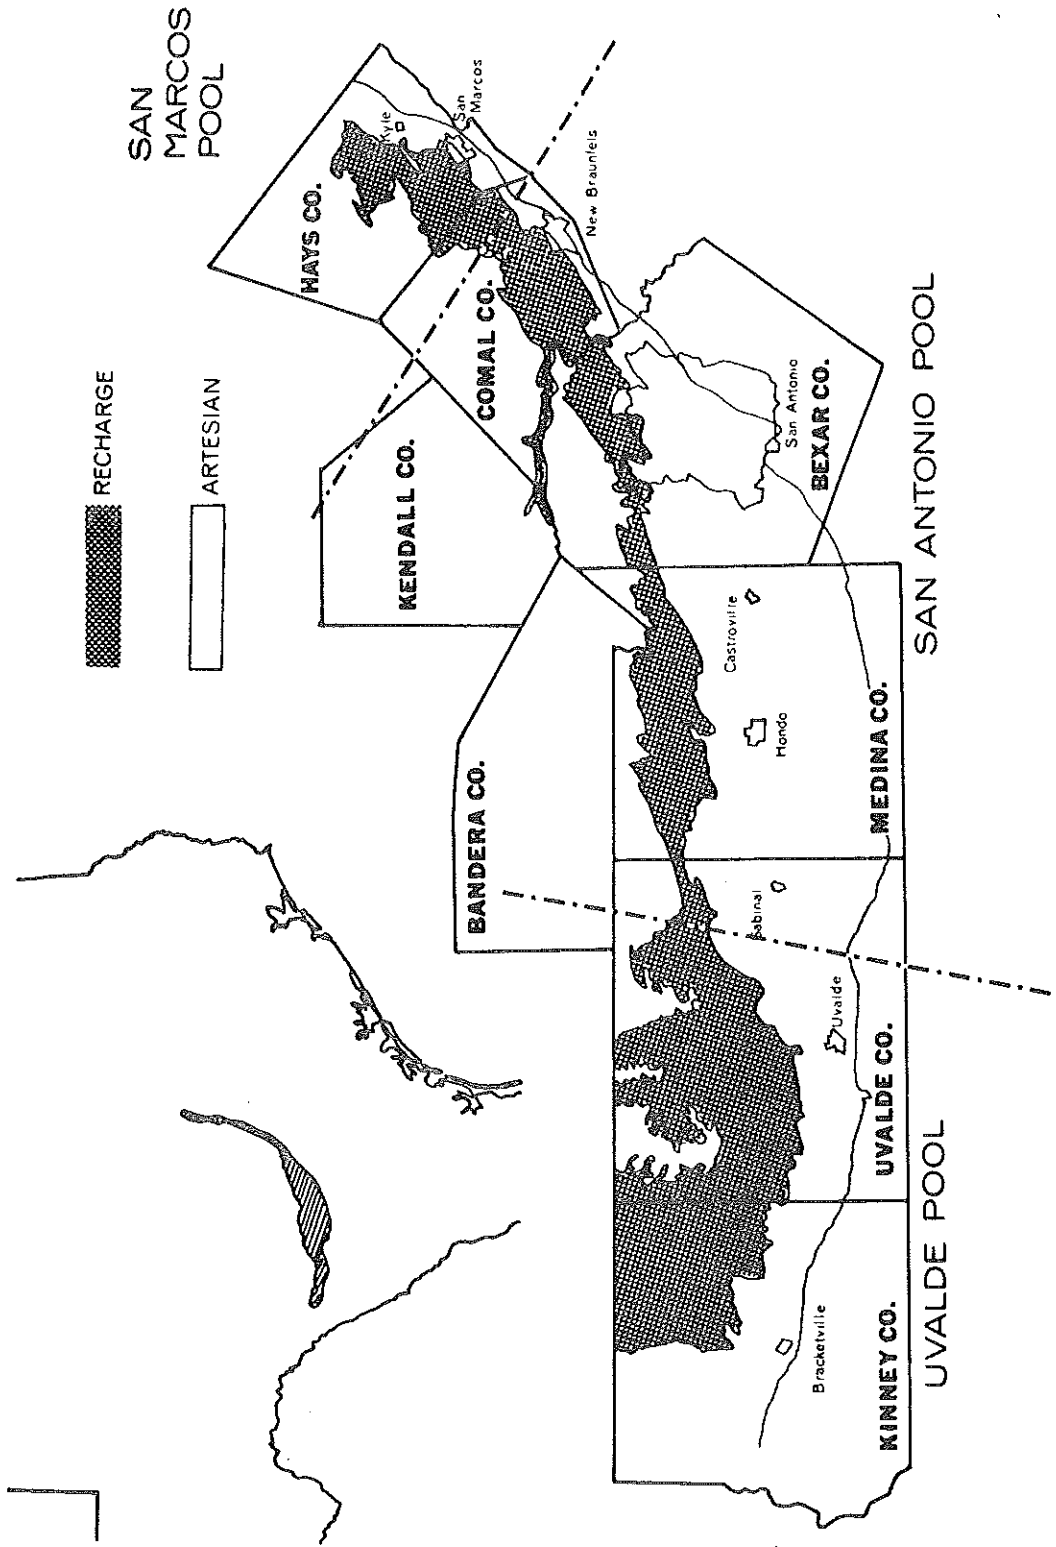 SAN
MARCOS
POOL
RECHARGE
ARTESIAN
HAYS CO.
Kyle
San
Marcos
COMAL CO.
New Braunfels
KENDALL CO.
San Antonio
BEXAR CO.
SAN ANTONIO POOL
BANDERA CO.
Castroville
Hondo
MEDINA CO.
Sabinal
Uvalde
UVALDE CO.
UVALDE POOL
Bracketville
KINNEY CO.